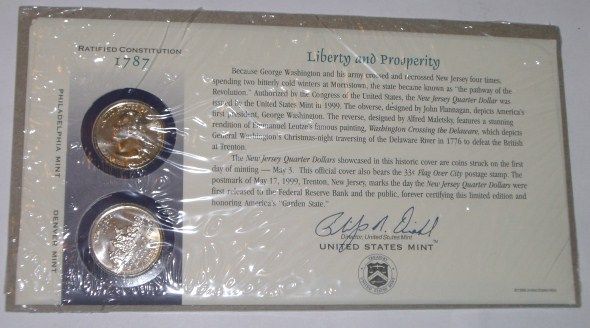 RATIFIED CONSTITUTION
1787
PHILADELPHIA MINT
DENVER MINT
Liberty and Prosperity
Because George Washington and his army crossed and recrossed New Jersey four times,
spending two bitterly cold winters at Morristown, the state became known as "the pathway of the
Revolution." Authorized by the Congress of the United States, the New Jersey Quarter Dollar was
issued by the United States Mint in 1999. The obverse, designed by John Flannagan, depicts America's
first president, George Washington. The reverse, designed by Alfred Maletsky, features a stunning
rendition of Emmanuel Leutze's famous painting, Washington Crossing the Delaware, which depicts
General Washington's Christmas-night traversing of the Delaware River in 1776 to defeat the British
at Trenton.
The New Jersey Quarter Dollars showcased in this historic cover are coins struck on the first
day of minting — May 3. This official cover also bears the 33¢ Flag Over City postage stamp. The
postmark of May 17, 1999, Trenton, New Jersey, marks the day the New Jersey Quarter Dollars were
first released to the Federal Reserve Bank and the public, forever certifying this limited edition and
honoring America's "Garden State."
Director, United States Mint
UNITED STATES MINT